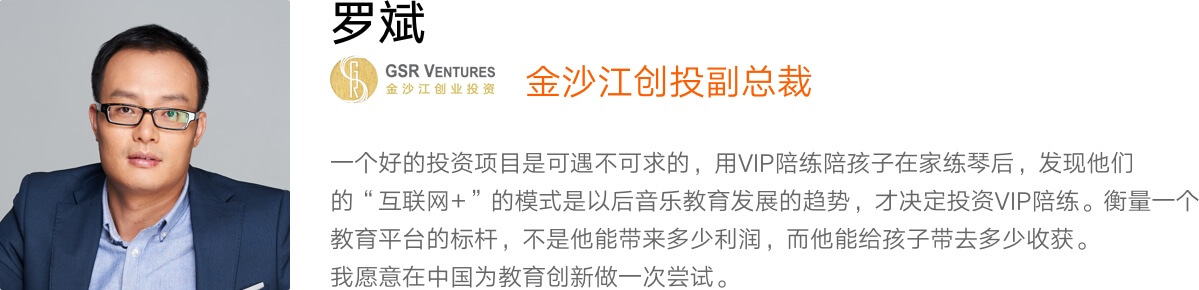 罗斌
GSR VENTURES
金沙江创业投资
金沙江创投副总裁
一个好的投资项目是可遇不可求的，用VIP陪练陪孩子在家练琴后，发现他们
的“互联网+”的模式是以后音乐教育发展的趋势，才决定投资VIP陪练。衡量一个
教育平台的标杆，不是他能带来多少利润，而他能给孩子带去多少收获。
我愿意在中国为教育创新做一次尝试。